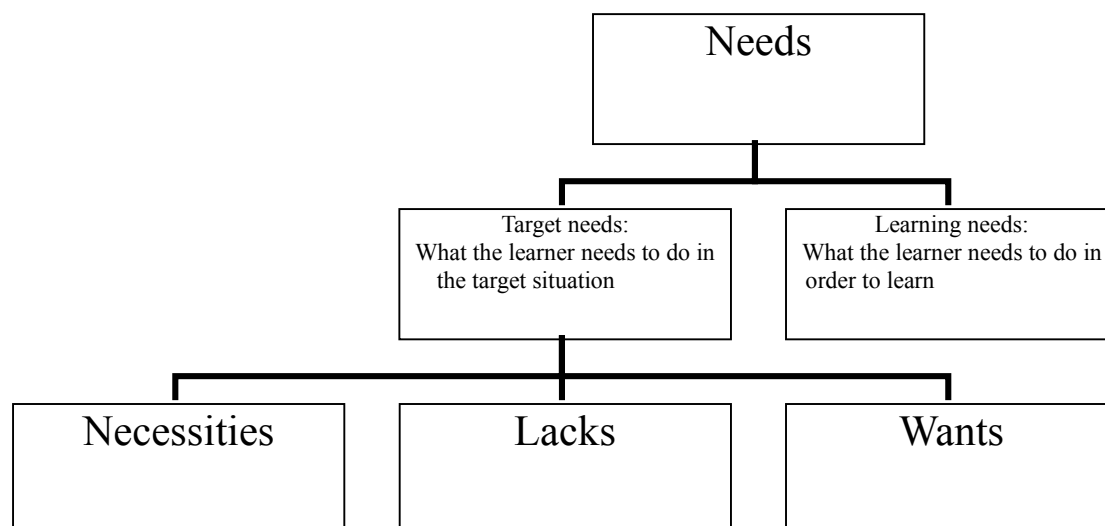 Needs
Target needs:
What the learner needs to do in
the target situation
Learning needs:
What the learner needs to do in
order to learn
Necessities
Lacks
Wants